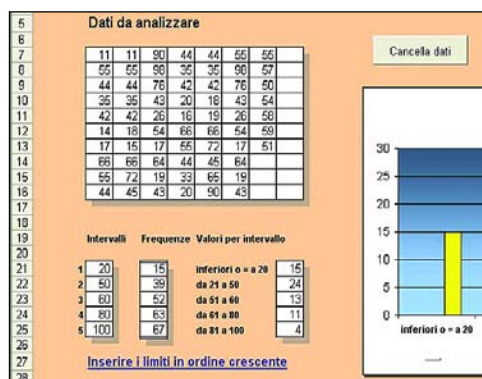 5 Dati da analizzare
6
7 11 11 90 44 44 55 55 Cancella dati
8 55 55 98 35 35 98 57
9 44 44 76 42 42 76 50
10 35 35 43 20 18 43 54
11 42 42 26 16 19 26 58
12 14 18 54 66 66 54 59
13 17 15 17 55 72 17 51
14 66 66 64 44 45 64
15 55 72 19 33 65 19
16 44 45 43 20 90 43
17
18
19 Intervalli Frequenze Valori per intervallo
20
21 1 20 15 inferiori o = a 20 15
22 2 50 39 da 21 a 50 24
23 3 60 52 da 51 a 60 13
24 4 80 63 da 61 a 80 11
25 5 100 67 da 81 a 100 4
26
27 Inserire i limiti in ordine crescente
28
30
25
20
15
10
5
0
inferiori o = a 20